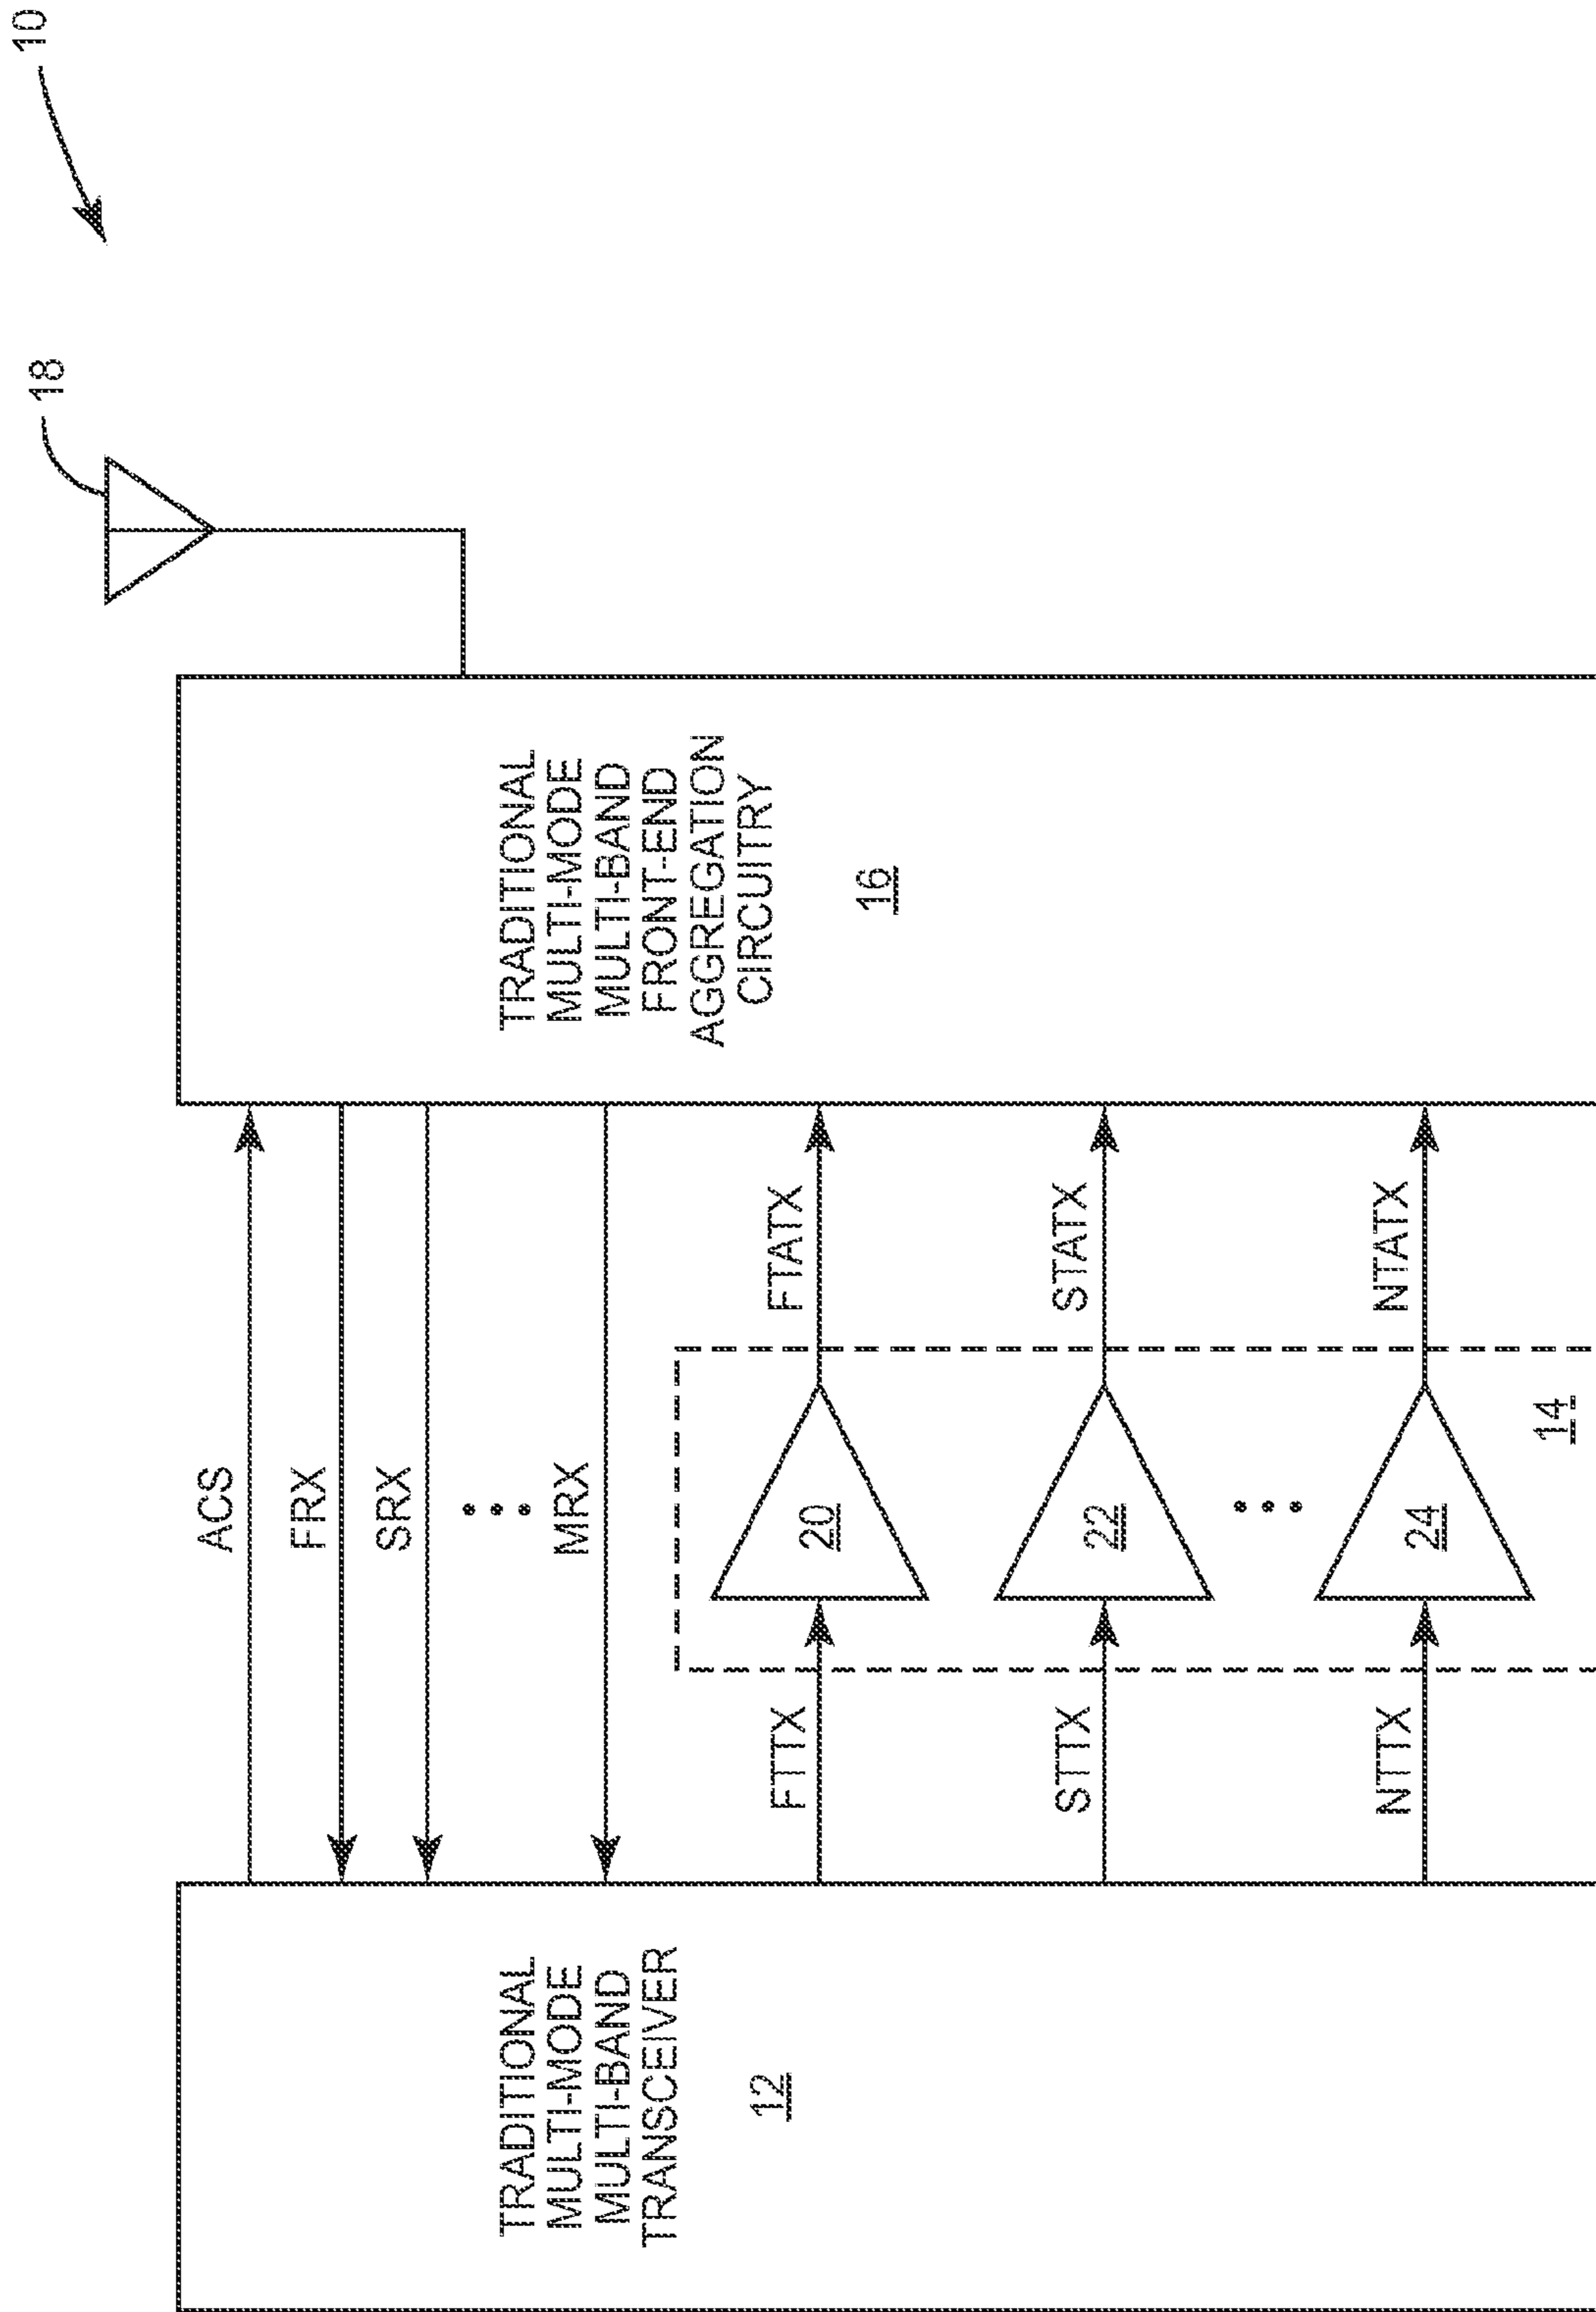 10
18
TRADITIONAL
MULTI-MODE
MULTI-BAND
TRANSCEIVER
12
ACS
FRX
SRX
MRX
TRADITIONAL
MULTI-MODE
MULTI-BAND
FRONT-END
AGGREGATION
CIRCUITRY
16
FTTX
20
FTATX
STTX
22
STATX
NTTX
24
NTATX
14